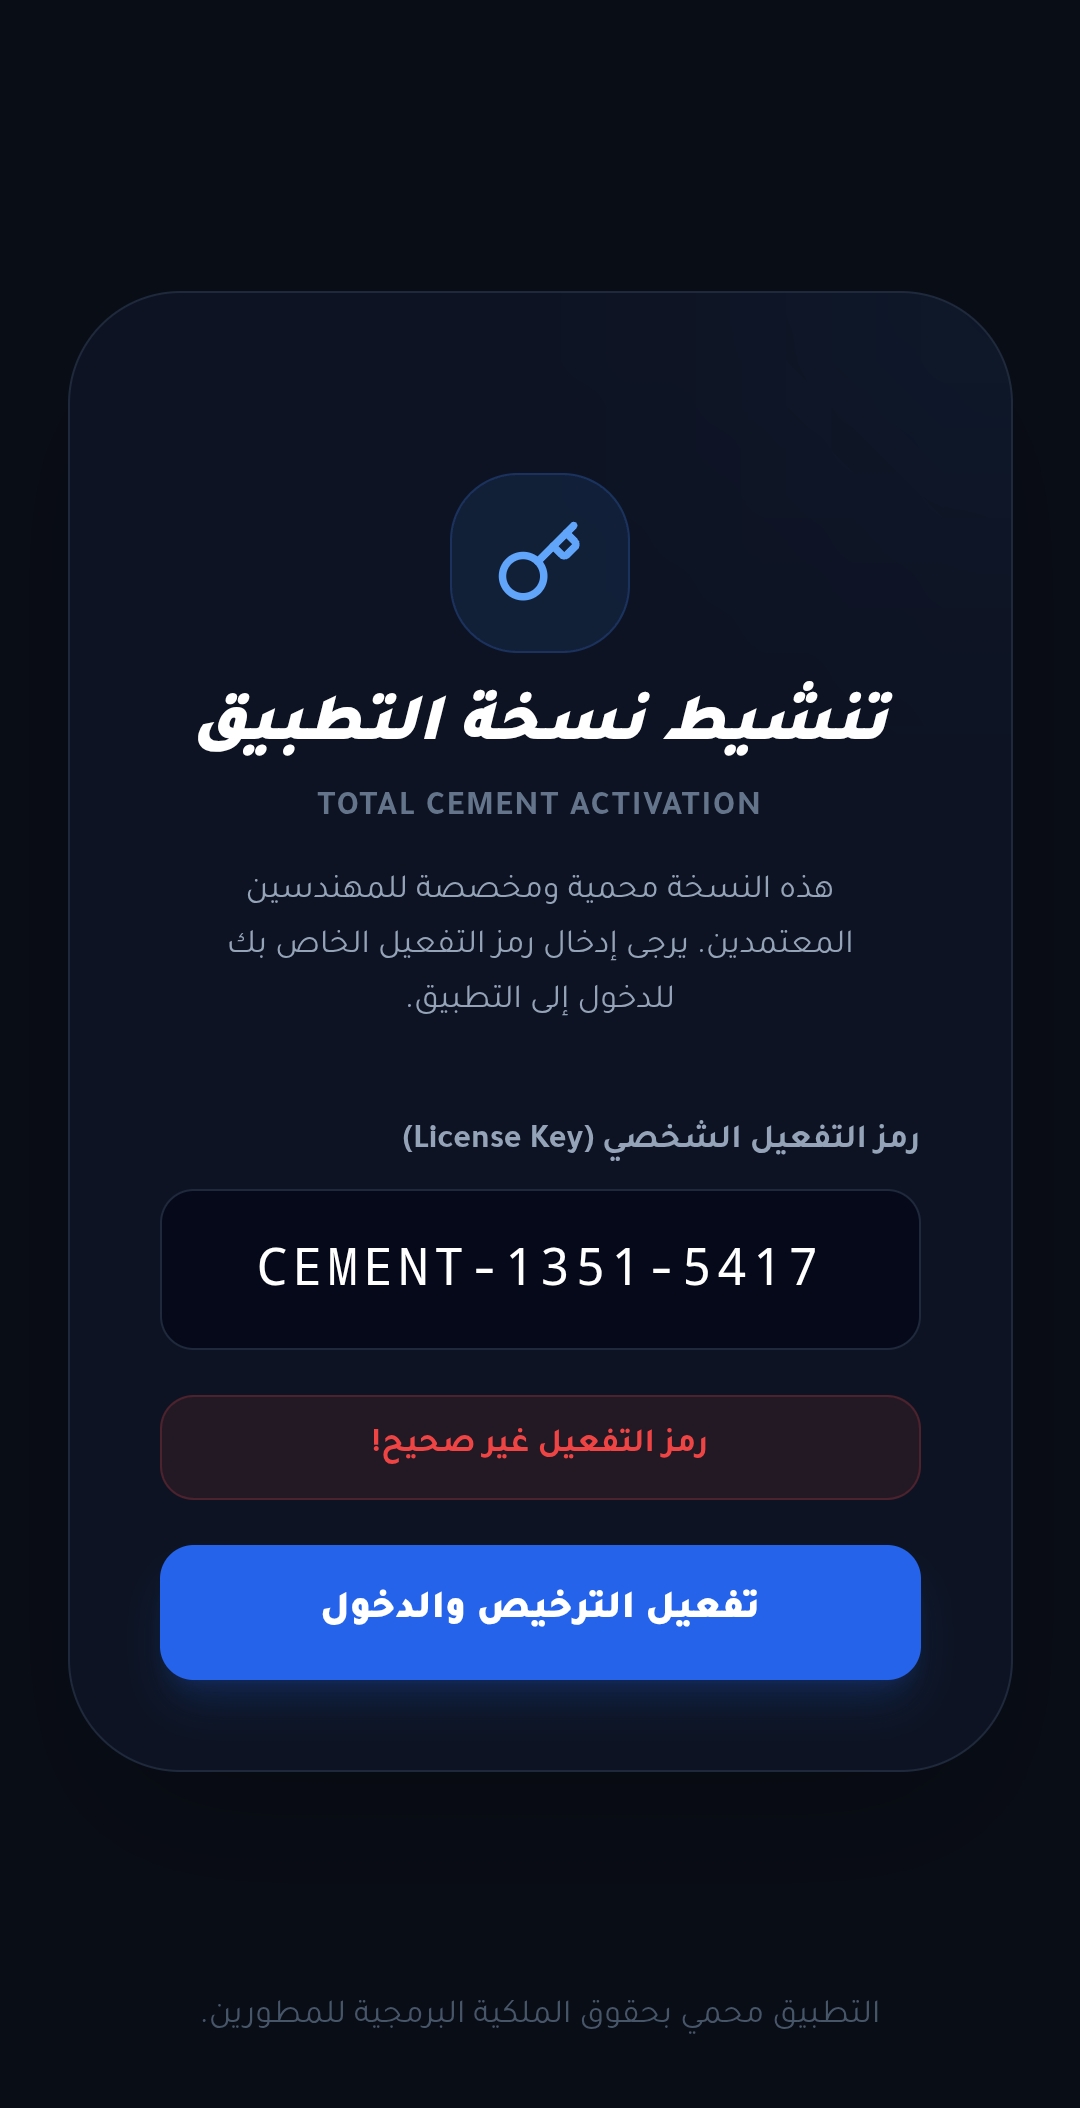 تنشيط نسخة التطبيق
TOTAL CEMENT ACTIVATION
هذه النسخة محمية ومخصصة للمهندسين
المعتمدين. يرجى إدخال رمز التفعيل الخاص بك
للدخول إلى التطبيق.
رمز التفعيل الشخصي (License Key)
CEMENT-1351-5417
رمز التفعيل غير صحيح!
تفعيل الترخيص والدخول
التطبيق محمي بحقوق الملكية البرمجية للمطورين.